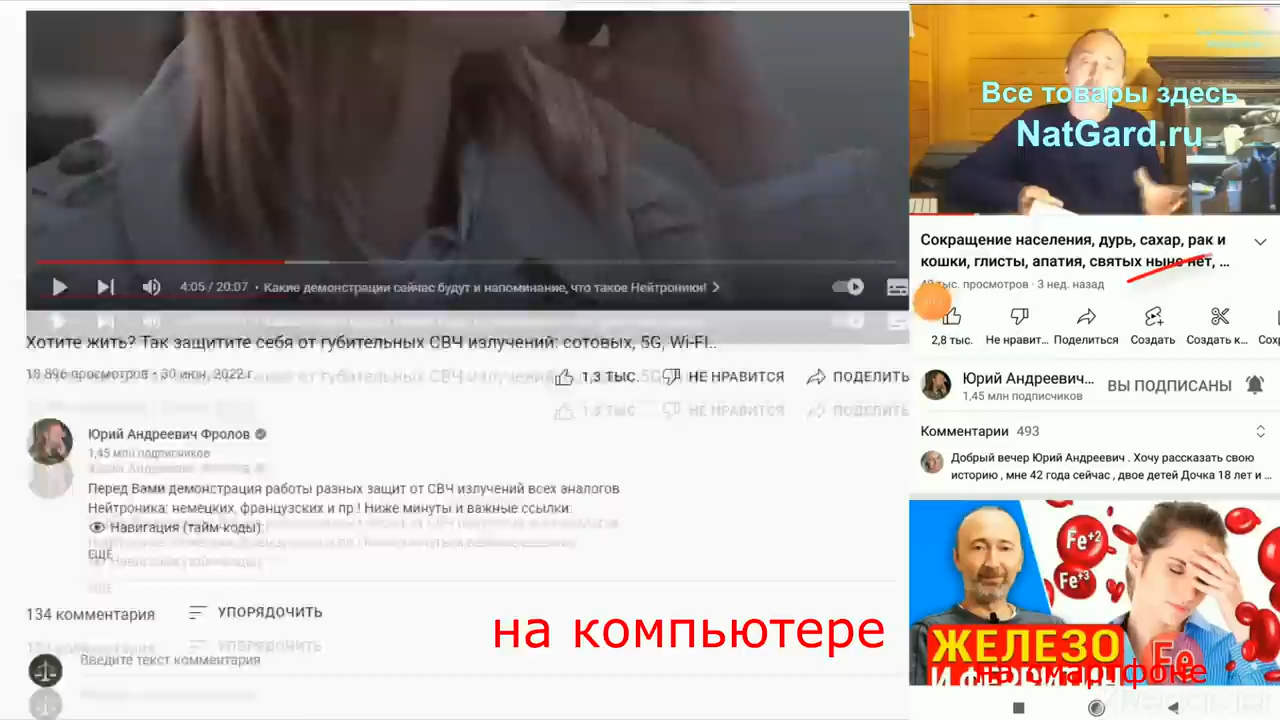 4:05 / 20:07 • Какие демонстрации сейчас будут и напоминание, что такое Нейтроники!
Хотите жить? Так защитите себя от губительных СВЧ излучений: сотовых, 5G, Wi-FI..
18 896 просмотров • 30 июн. 2022 г.
1,3 ТЫС.
НЕ НРАВИТСЯ
ПОДЕЛИТЬ
Юрий Андреевич Фролов
1,45 млн подписчиков
Перед Вами демонстрация работы разных защит от СВЧ излучений всех аналогов
Нейтроника: немецких, французских и пр ! Ниже минуты и важные ссылки:
Навигация (тайм-коды):
ЕЩЁ
134 комментария
УПОРЯДОЧИТЬ
Введите текст комментария
на компьютере
Все товары здесь
NatGard.ru
Сокращение населения, дурь, сахар, рак и
кошки, глисты, апатия, святых ныне нет, ...
тыс. просмотров · 3 нед. назад
2,8 тыс.
Не нравит...
Поделиться
Создать
Создать к...
Сохр
Юрий Андреевич...
1,45 млн подписчиков
ВЫ ПОДПИСАНЫ
Комментарии 493
Добрый вечер Юрий Андреевич . Хочу рассказать свою
историю , мне 42 года сейчас , двое детей Дочка 18 лет и ...
Fe+2
Fe+3
ЖЕЛЕЗО
Fe